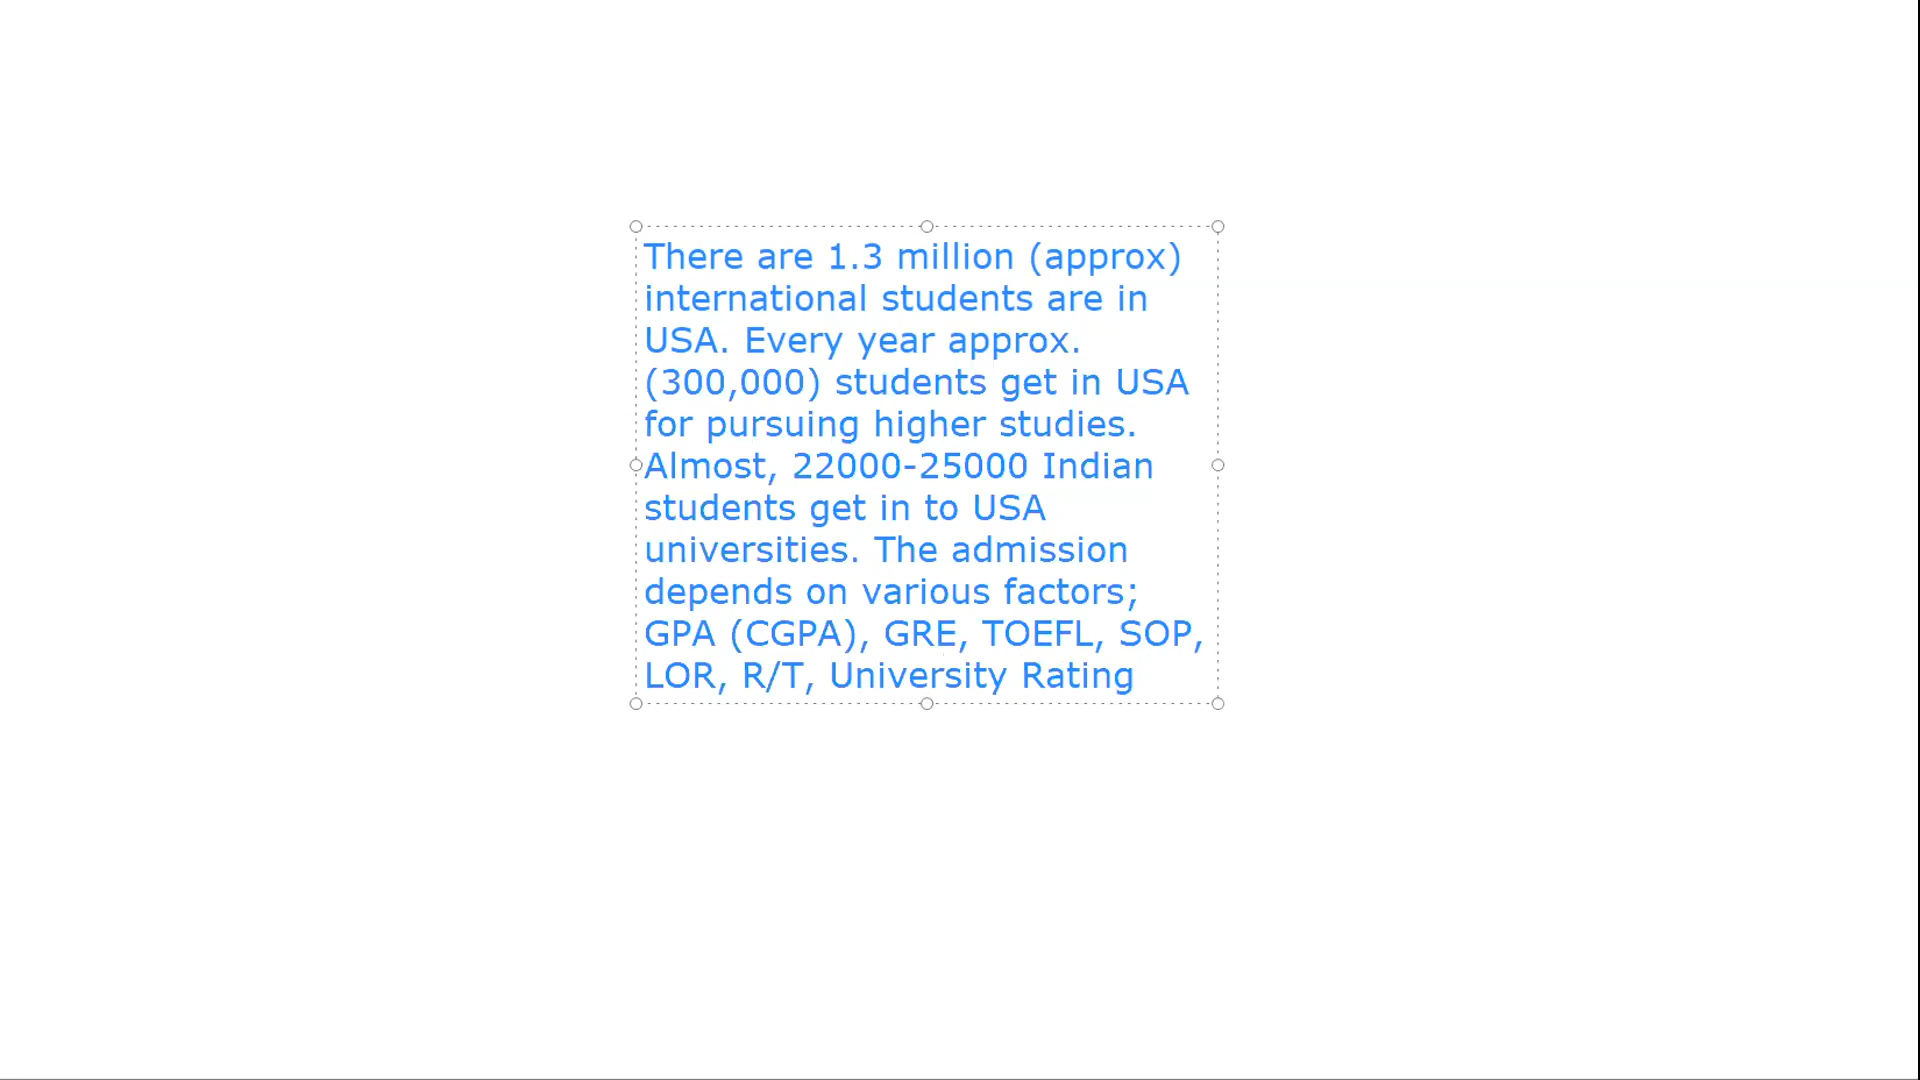 There are 1.3 million (approx)
international students are in
USA. Every year approx.
(300,000) students get in USA
for pursuing higher studies.
Almost, 22000-25000 Indian
students get in to USA
universities. The admission
depends on various factors;
GPA (CGPA), GRE, TOEFL, SOP,
LOR, R/T, University Rating